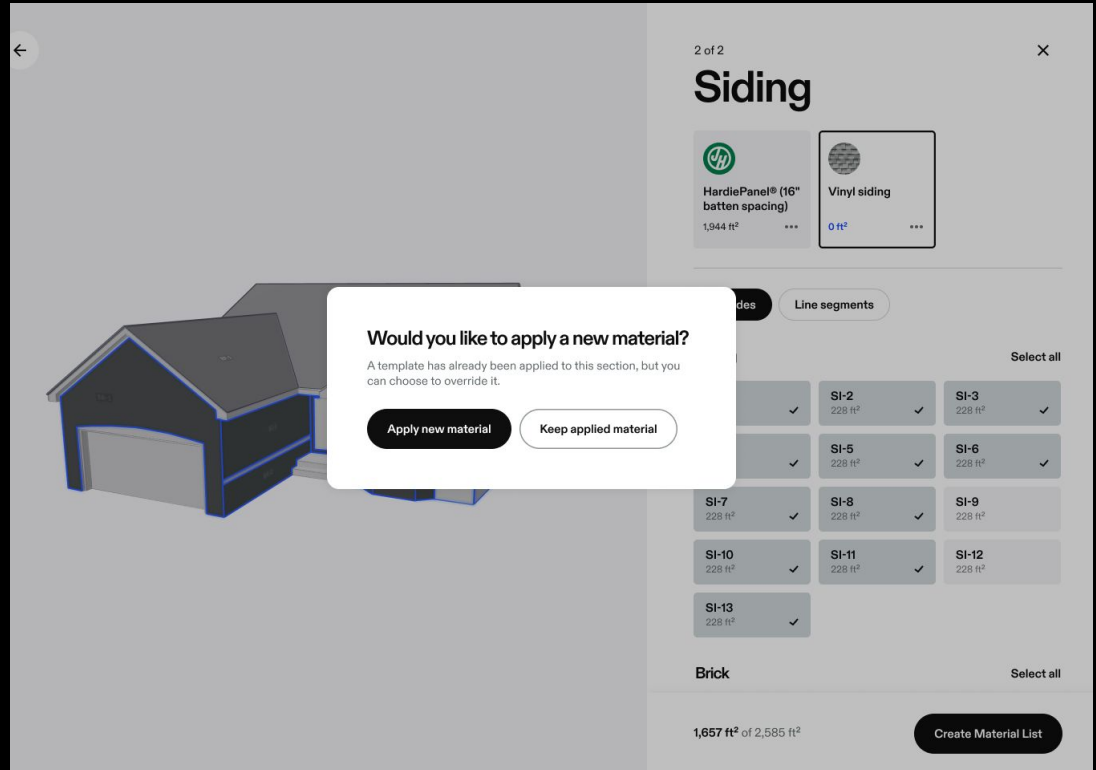 2 of 2
Siding
JH
HardiePanel® (16"
batten spacing)
1,944 ft²
Vinyl siding
0 ft²
Line segments
Select all
Would you like to apply a new material?
A template has already been applied to this section, but you
can choose to override it.
Apply new material
Keep applied material
SI-2
228 ft²
SI-3
228 ft²
SI-5
228 ft²
SI-6
228 ft²
SI-7
228 ft²
SI-8
228 ft²
SI-9
228 ft²
SI-10
228 ft²
SI-11
228 ft²
SI-12
228 ft²
SI-13
228 ft²
Brick
Select all
1,657 ft² of 2,585 ft²
Create Material List